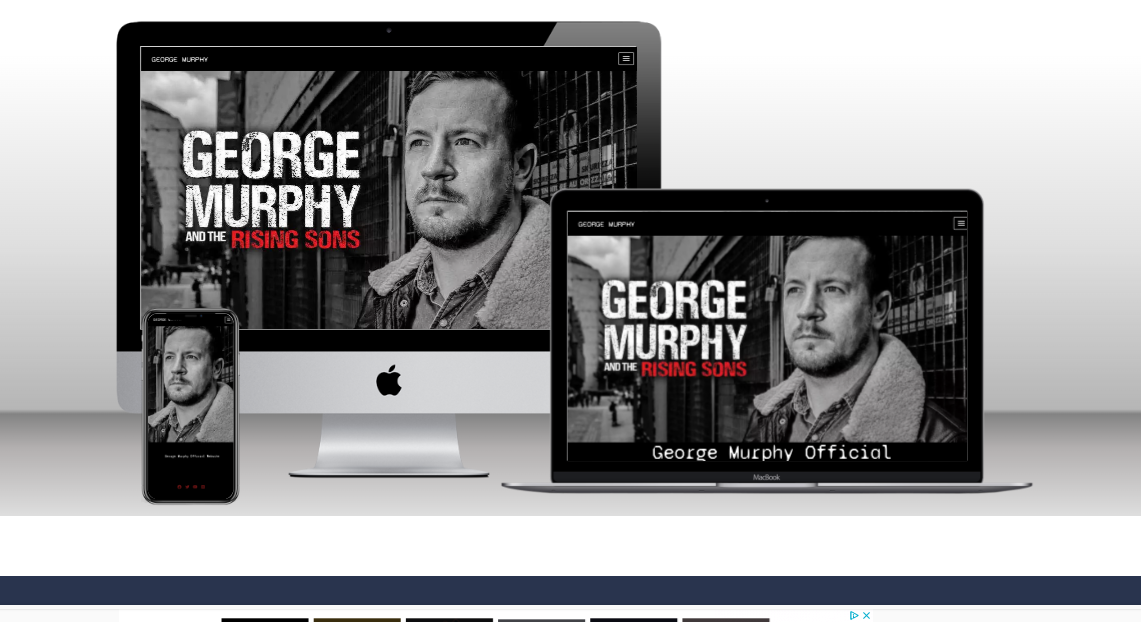 GEORGE MURPHY
GEORGE
MURPHY
AND THE RISING SONS
GEORGE MURPHY
GEORGE
MURPHY
AND THE RISING SONS
George Murphy Official
MacBook
George Murphy Official Website